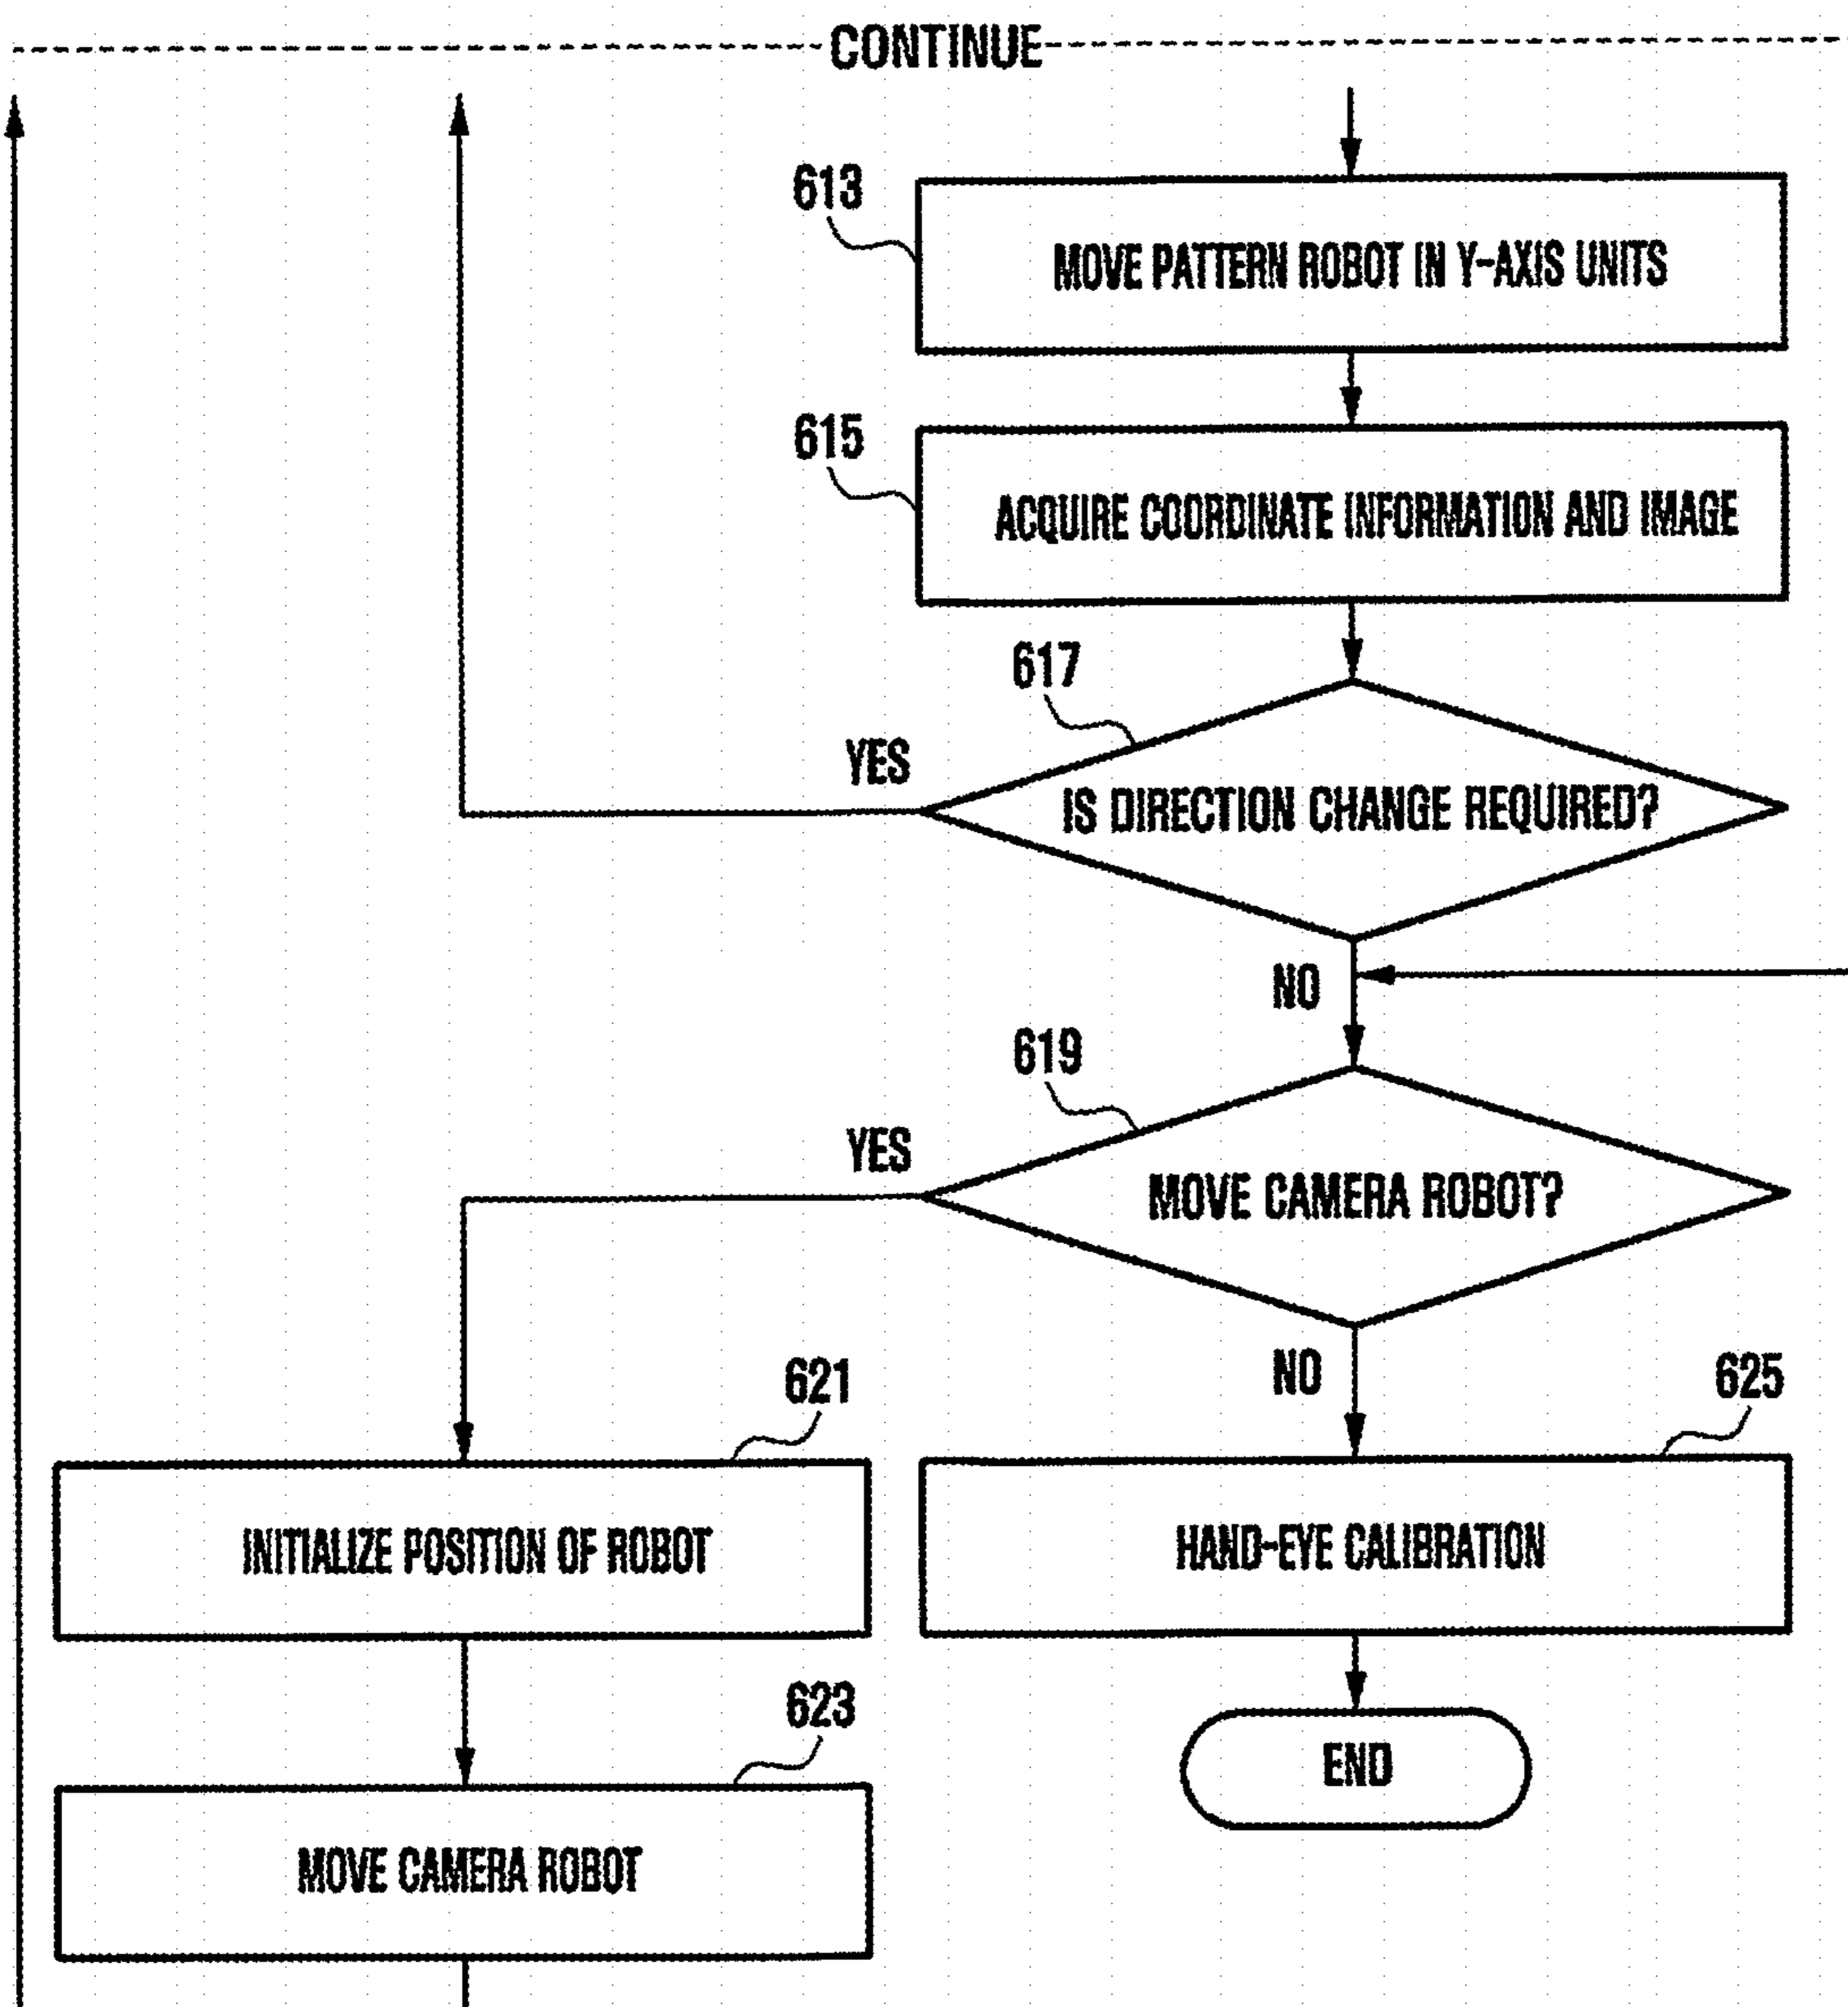 CONTINUE
613
MOVE PATTERN ROBOT IN Y-AXIS UNITS
615
ACQUIRE COORDINATE INFORMATION AND IMAGE
617
YES
IS DIRECTION CHANGE REQUIRED?
NO
619
YES
MOVE CAMERA ROBOT?
NO
621
625
INITIALIZE POSITION OF ROBOT
HAND-EYE CALIBRATION
623
END
MOVE CAMERA ROBOT